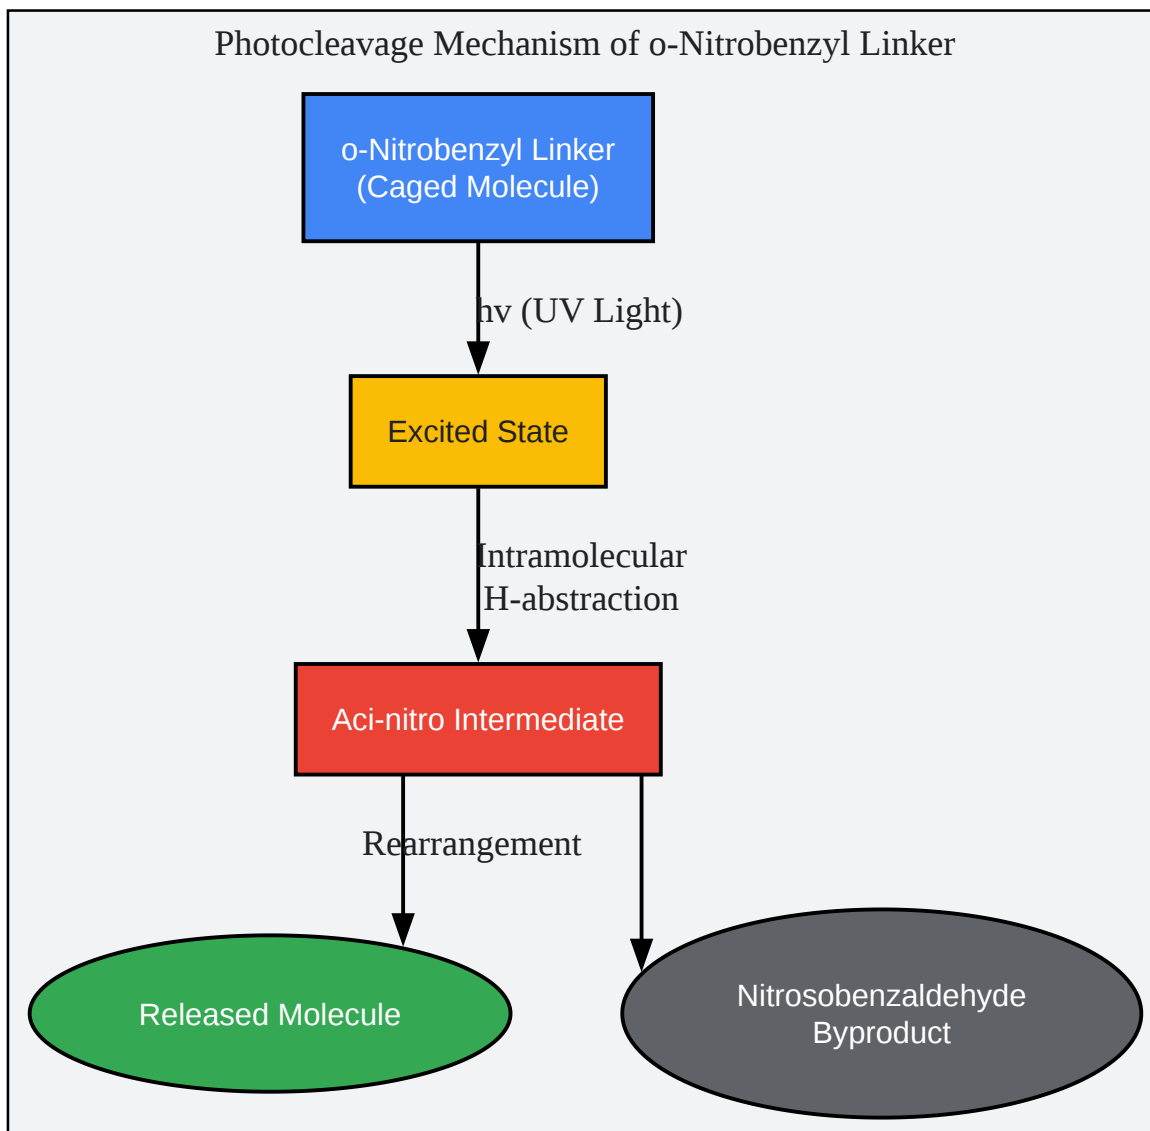 Photocleavage Mechanism of o-Nitrobenzyl Linker
o-Nitrobenzyl Linker
(Caged Molecule)
hv (UV Light)
Excited State
Intramolecular
H-abstraction
Aci-nitro Intermediate
Rearrangement
Released Molecule
Nitrosobenzaldehyde
Byproduct